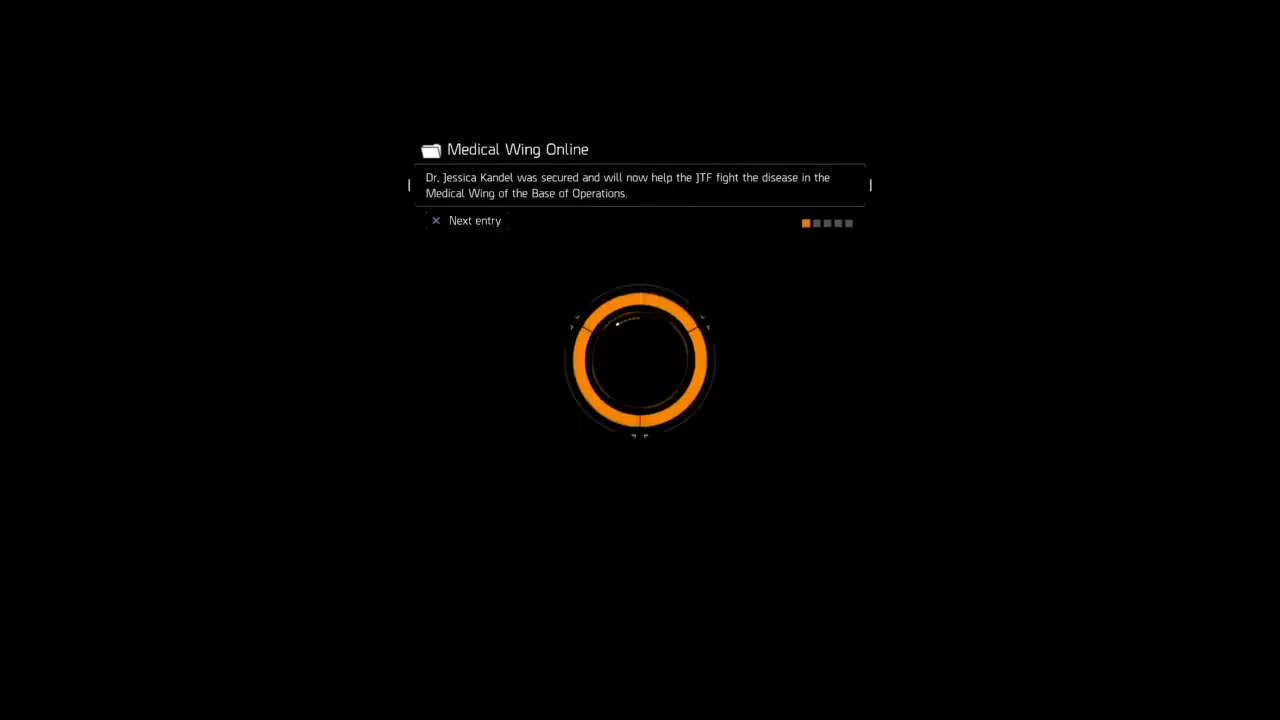 Medical Wing Online
Dr. Jessica Kandel was secured and will now help the JTF fight the disease in the
Medical Wing of the Base of Operations.
Next entry